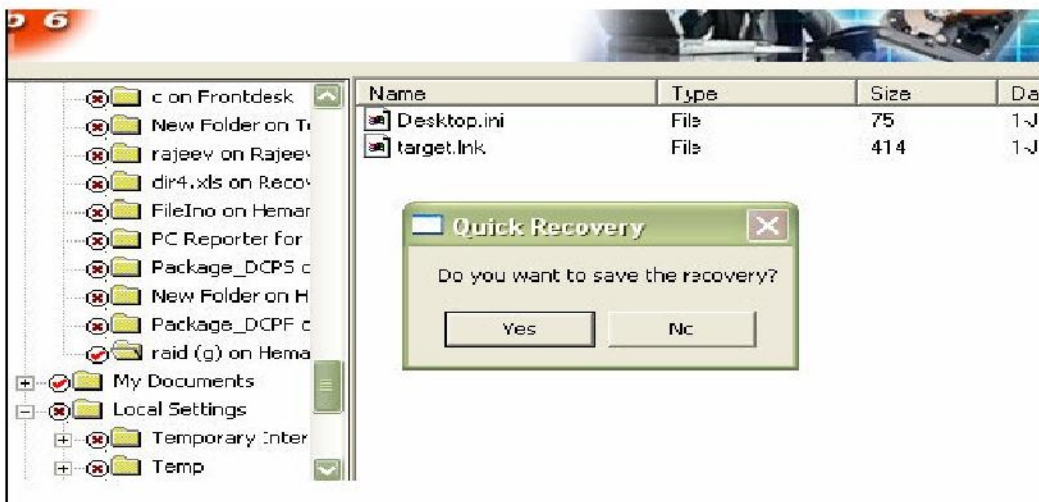 o 6
c on Frontdesk
New Folder on T
rajeev on Rajeev
dir4.xls on Recov
FileIno on Hemar
PC Reporter for
Package_DCPS c
New Folder on H
Package_DCPF c
raid (g) on Hema
My Documents
Local Settings
Temporary Inter
Temp
Name Type Size Da
Desktop.ini File 75 1-J
target.lnk File 414 1-J
Quick Recovery
Do you want to save the recovery?
Yes No